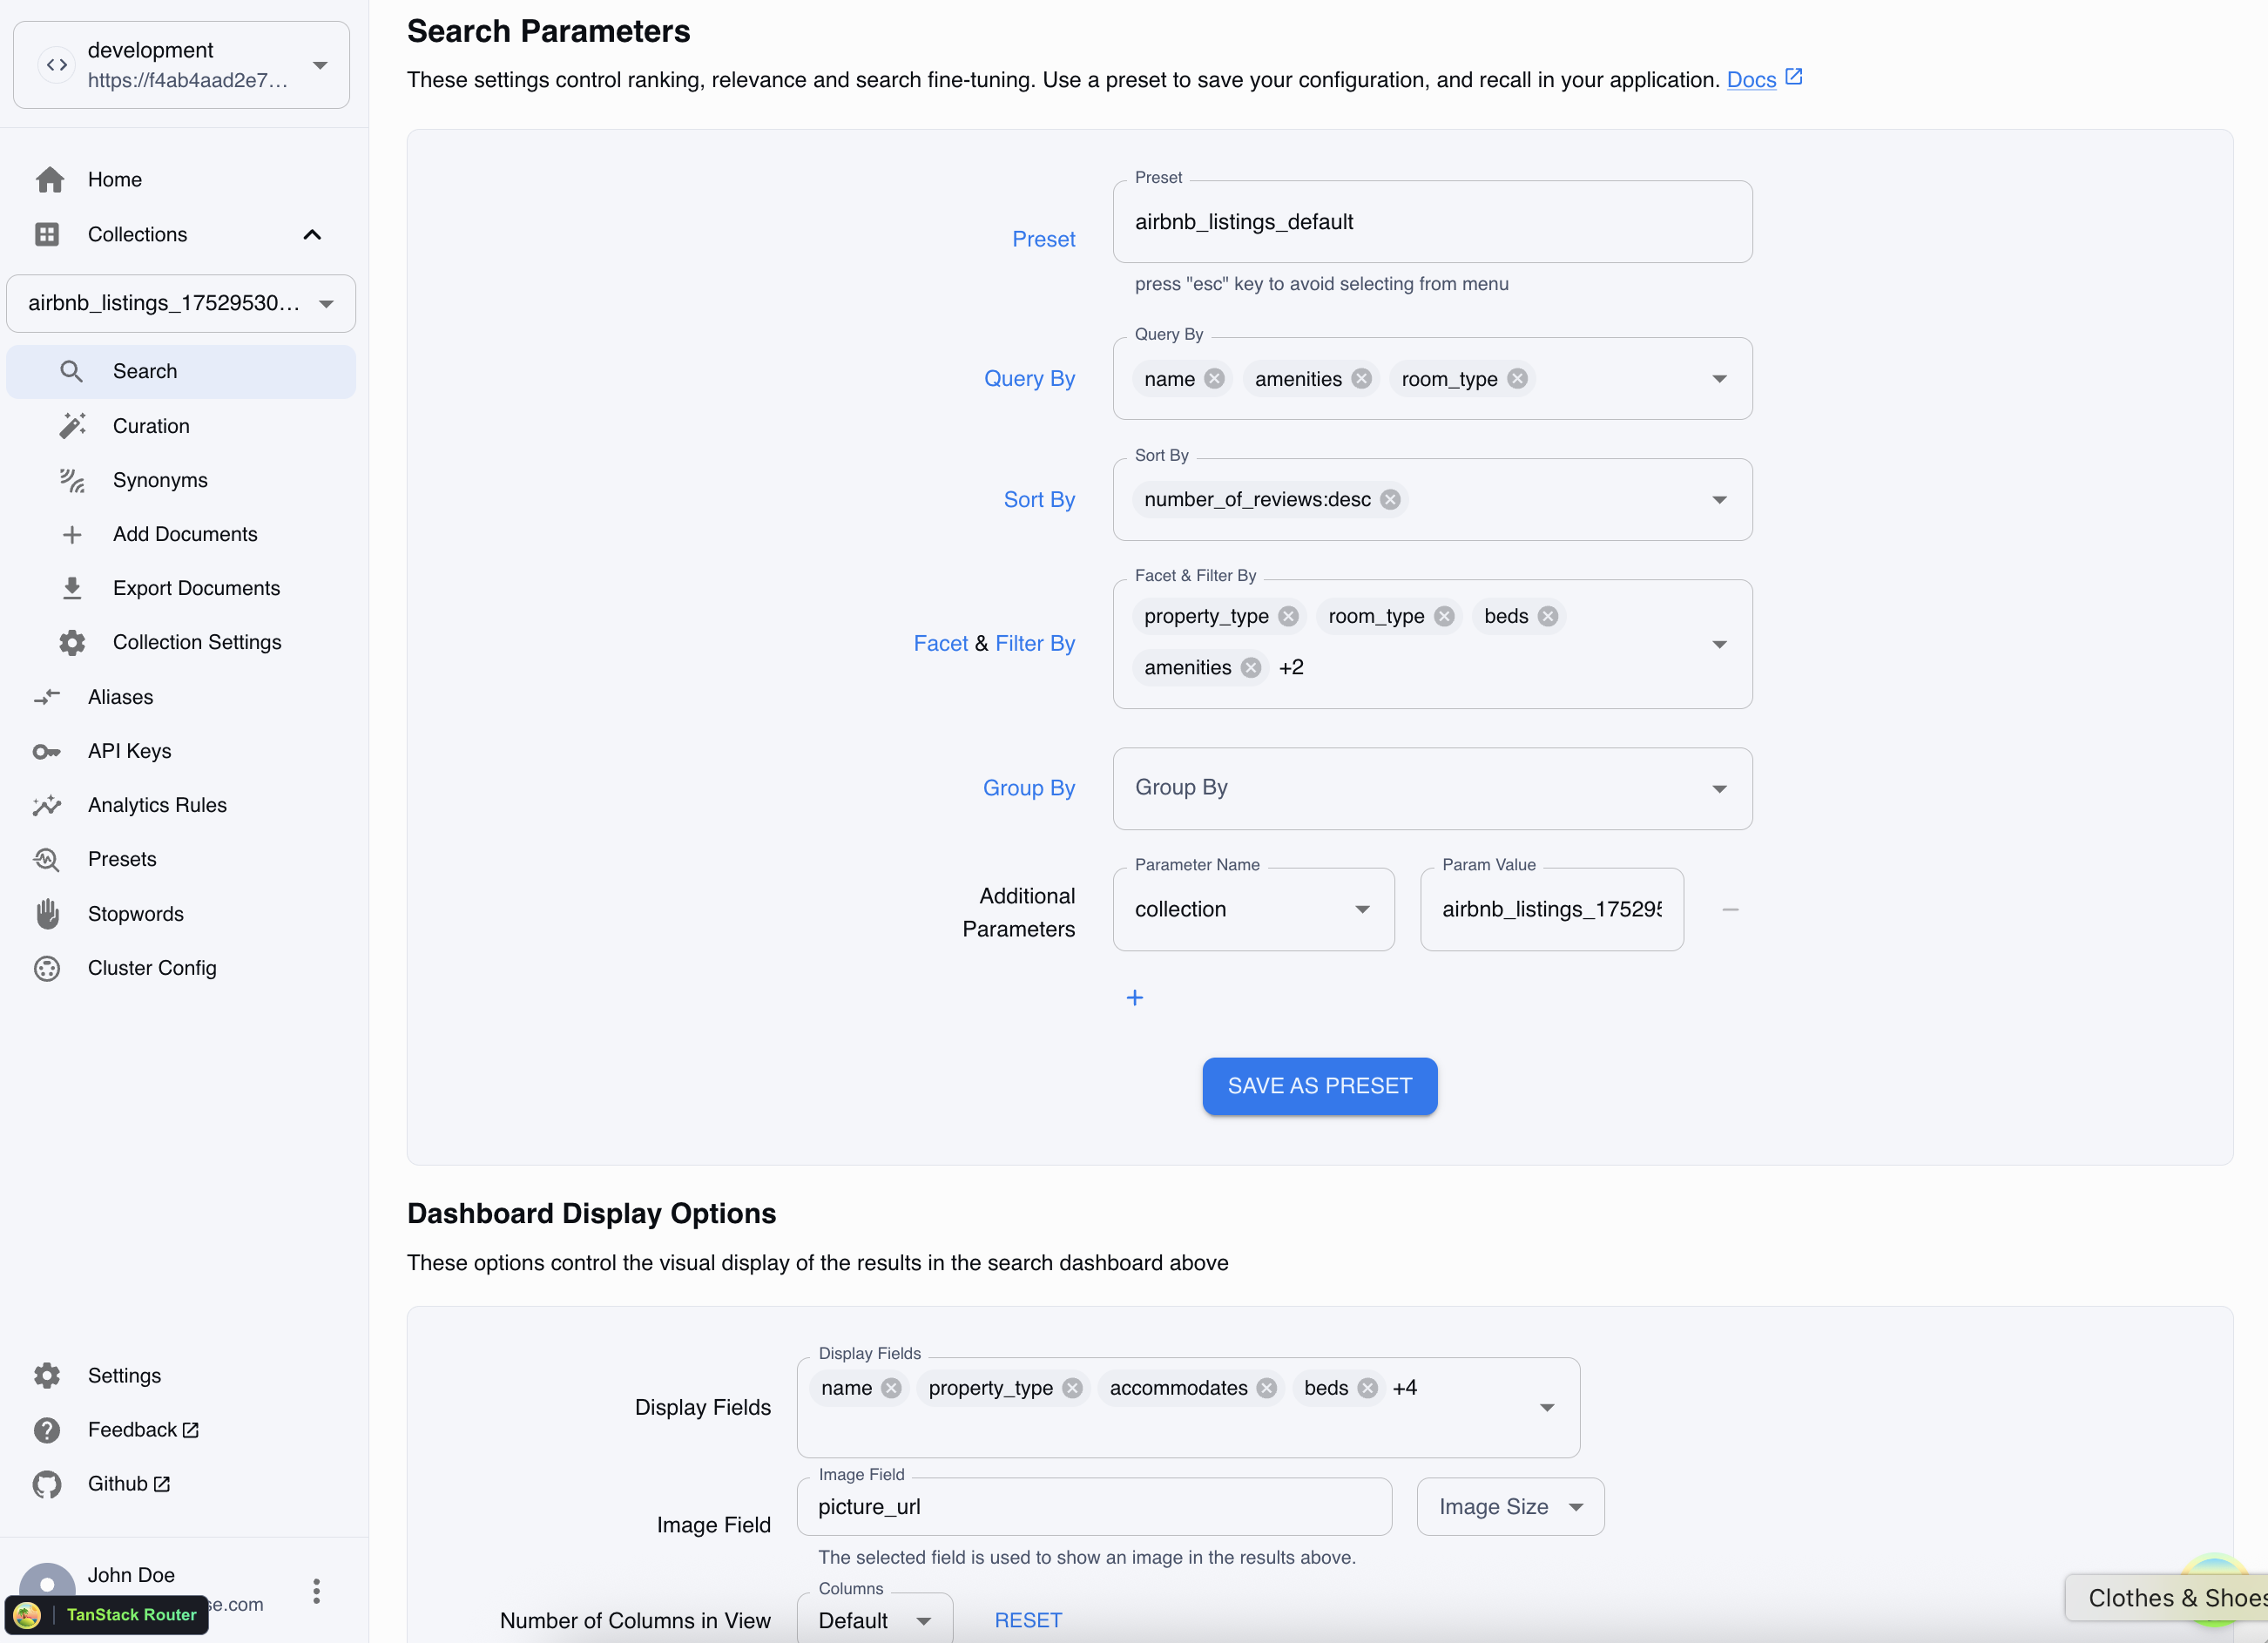 development
https://f4ab4aad2e7...
Home
Collections
airbnb_listings_17529530...
Search
Curation
Synonyms
Add Documents
Export Documents
Collection Settings
Aliases
API Keys
Analytics Rules
Presets
Stopwords
Cluster Config
Settings
Feedback
Github
John Doe
se.com
TanStack Router
Search Parameters
These settings control ranking, relevance and search fine-tuning. Use a preset to save your configuration, and recall in your application. Docs
Preset
Preset
airbnb_listings_default
press "esc" key to avoid selecting from menu
Query By
Query By
name amenities room_type
Sort By
Sort By
number_of_reviews:desc
Facet & Filter By
Facet & Filter By
property_type room_type beds
amenities +2
Group By
Group By
Additional
Parameters
Parameter Name
collection
Param Value
airbnb_listings_175295
+
SAVE AS PRESET
Dashboard Display Options
These options control the visual display of the results in the search dashboard above
Display Fields
Display Fields
name property_type accommodates beds +4
Image Field
Image Field
picture_url
Image Size
The selected field is used to show an image in the results above.
Number of Columns in View
Columns
Default
RESET
Clothes & Shoes